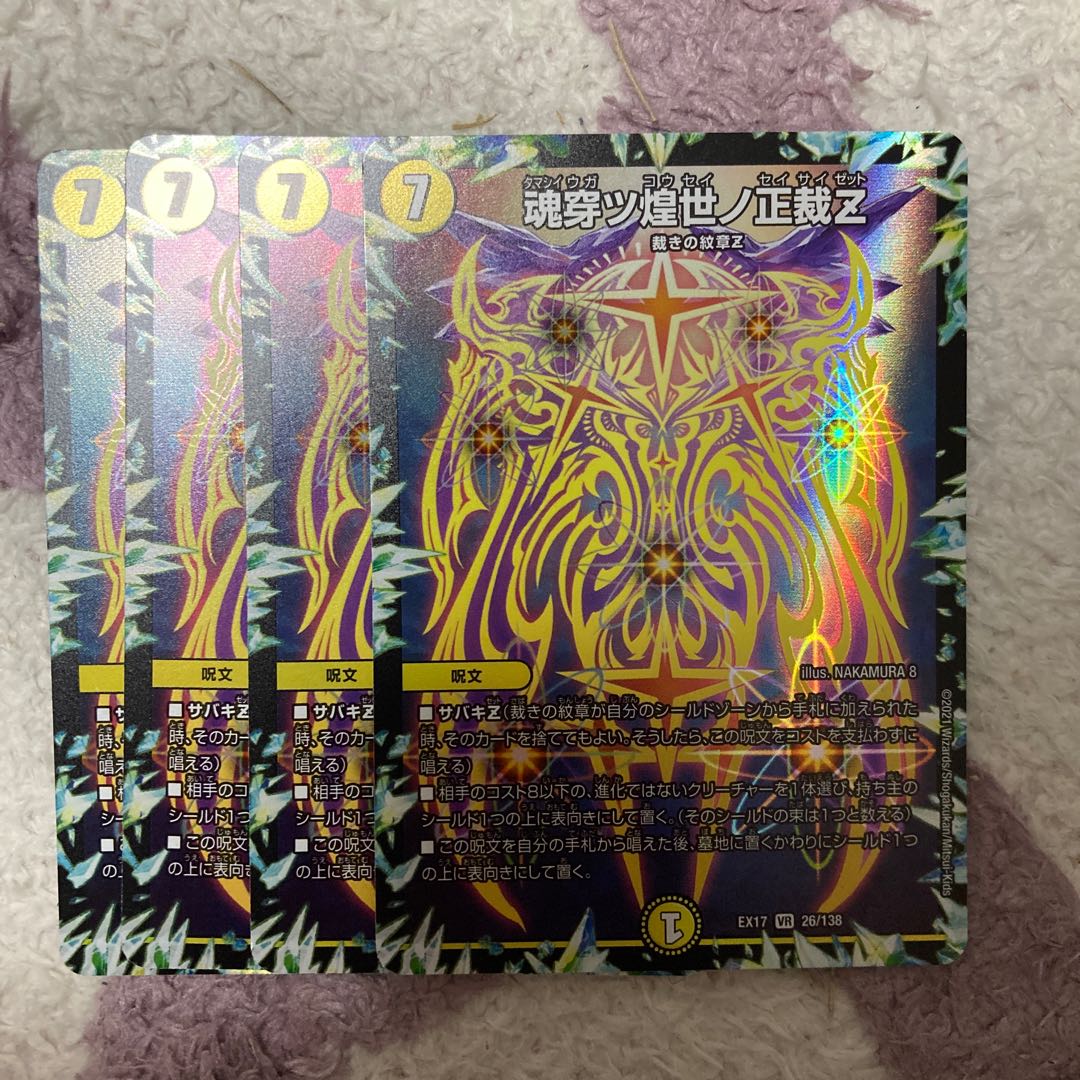 7
7
7
7
タマシイ ウガ コウ セイ セイ サイ ゼット
魂穿ツ煌世ノ正裁Z
裁きの紋章Z
呪文
呪文
呪文
illus. NAKAMURA 8
■サバキZ(裁きの紋章が自分のシールドゾーンから手札に加えられた
時、そのカードを捨ててもよい。そうしたら、この呪文をコストを支払わずに
唱える)
■相手のコスト8以下の、進化ではないクリーチャーを1体選び、持ち主の
シールド1つの上に表向きにして置く。(そのシールドの束は1つと数える)
■この呪文を自分の手札から唱えた後、墓地に置くかわりにシールド1つ
の上に表向きにして置く。
■サバキZ
時、そのカー
唱える)
■相手のコ
シールド1つ
■この呪文
の上に表向き
■サバキZ
時、そのカー
唱える)
■相手のコ
シールド1つ
■この呪文
の上に表向き
1
EX17 VR 26/138
©2021 Wizards/Shogakukan/Mitsui-Kids